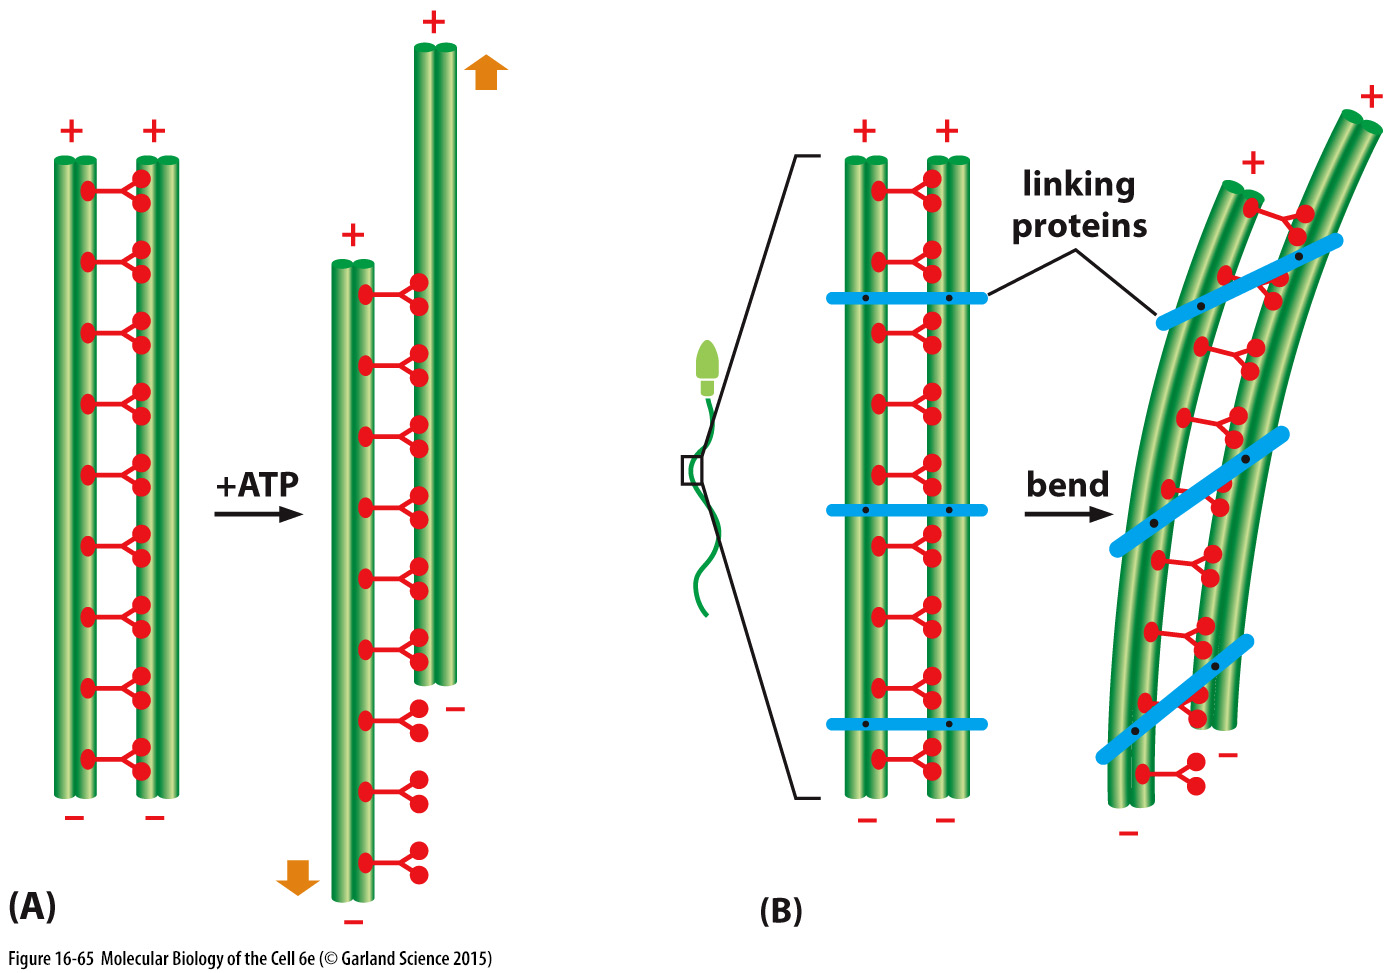 +
+ +
+ + + +
linking
proteins
+ +
+ATP
bend
−
−
− − − −
−
−
(A)
(B)
Figure 16-65 Molecular Biology of the Cell 6e (© Garland Science 2015)